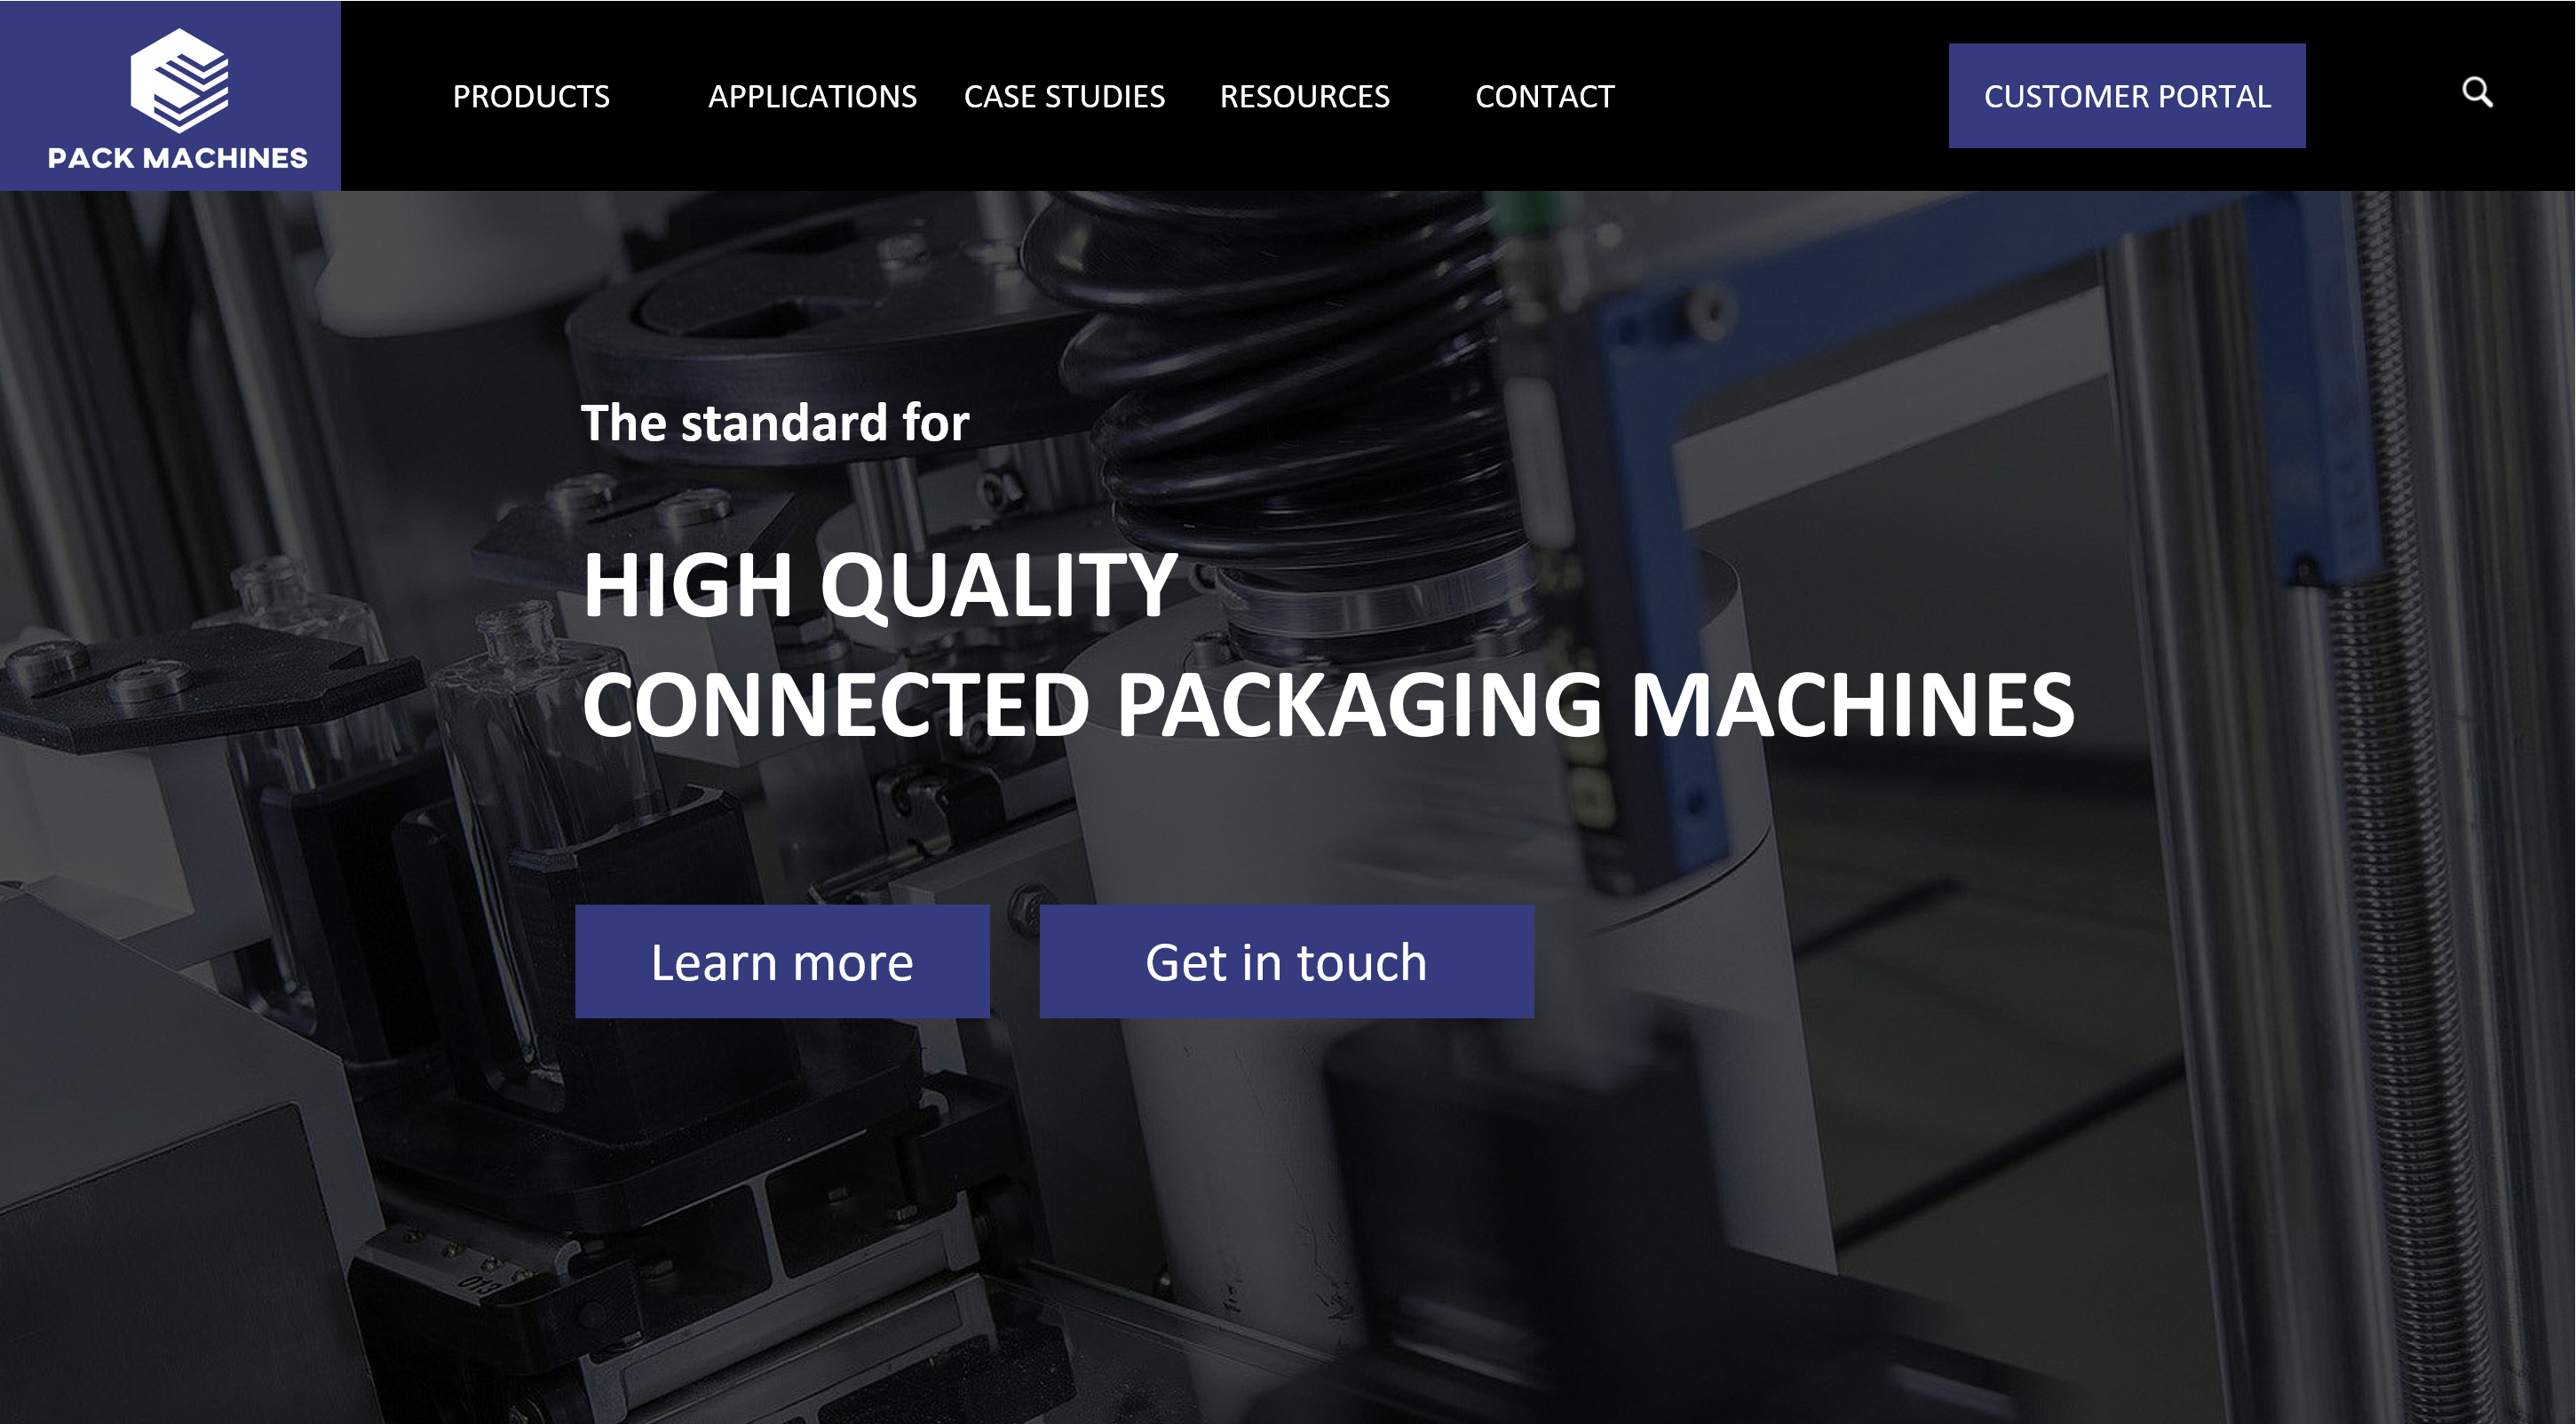 PACK MACHINES
PRODUCTS
APPLICATIONS
CASE STUDIES
RESOURCES
CONTACT
CUSTOMER PORTAL
The standard for
HIGH QUALITY
CONNECTED PACKAGING MACHINES
Learn more
Get in touch
013